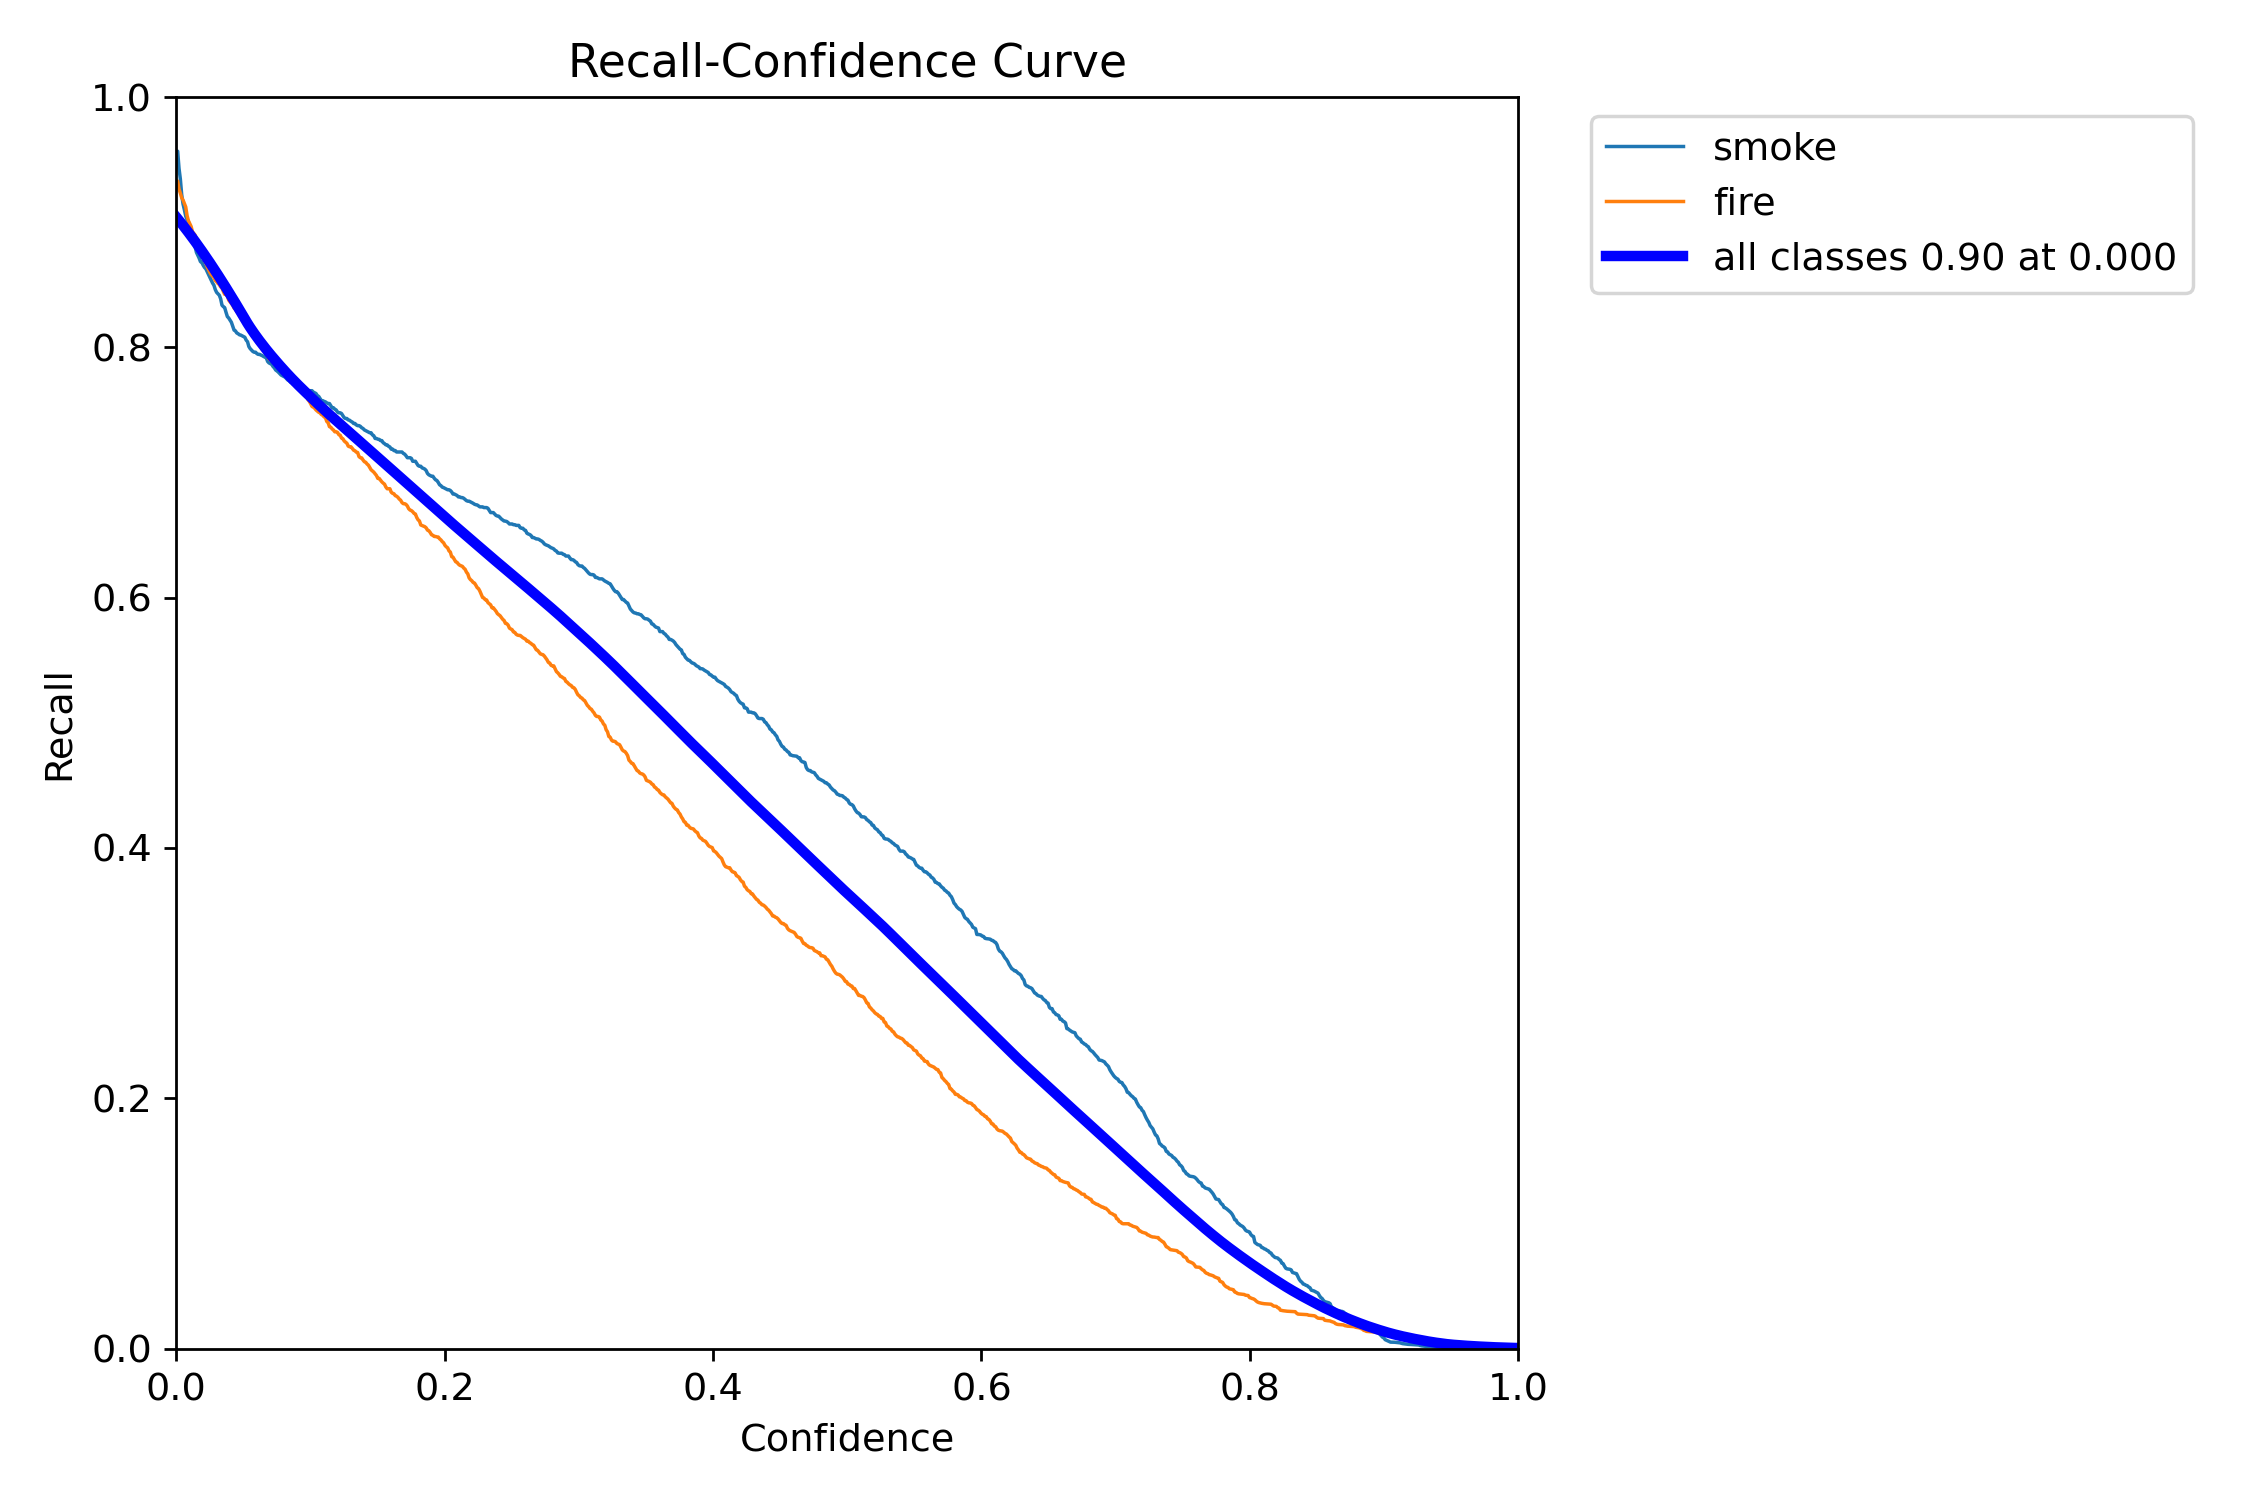 Recall-Confidence Curve
1.0
0.8
0.6
0.4
0.2
0.0
Recall
0.0 0.2 0.4 0.6 0.8 1.0
Confidence
smoke
fire
all classes 0.90 at 0.000